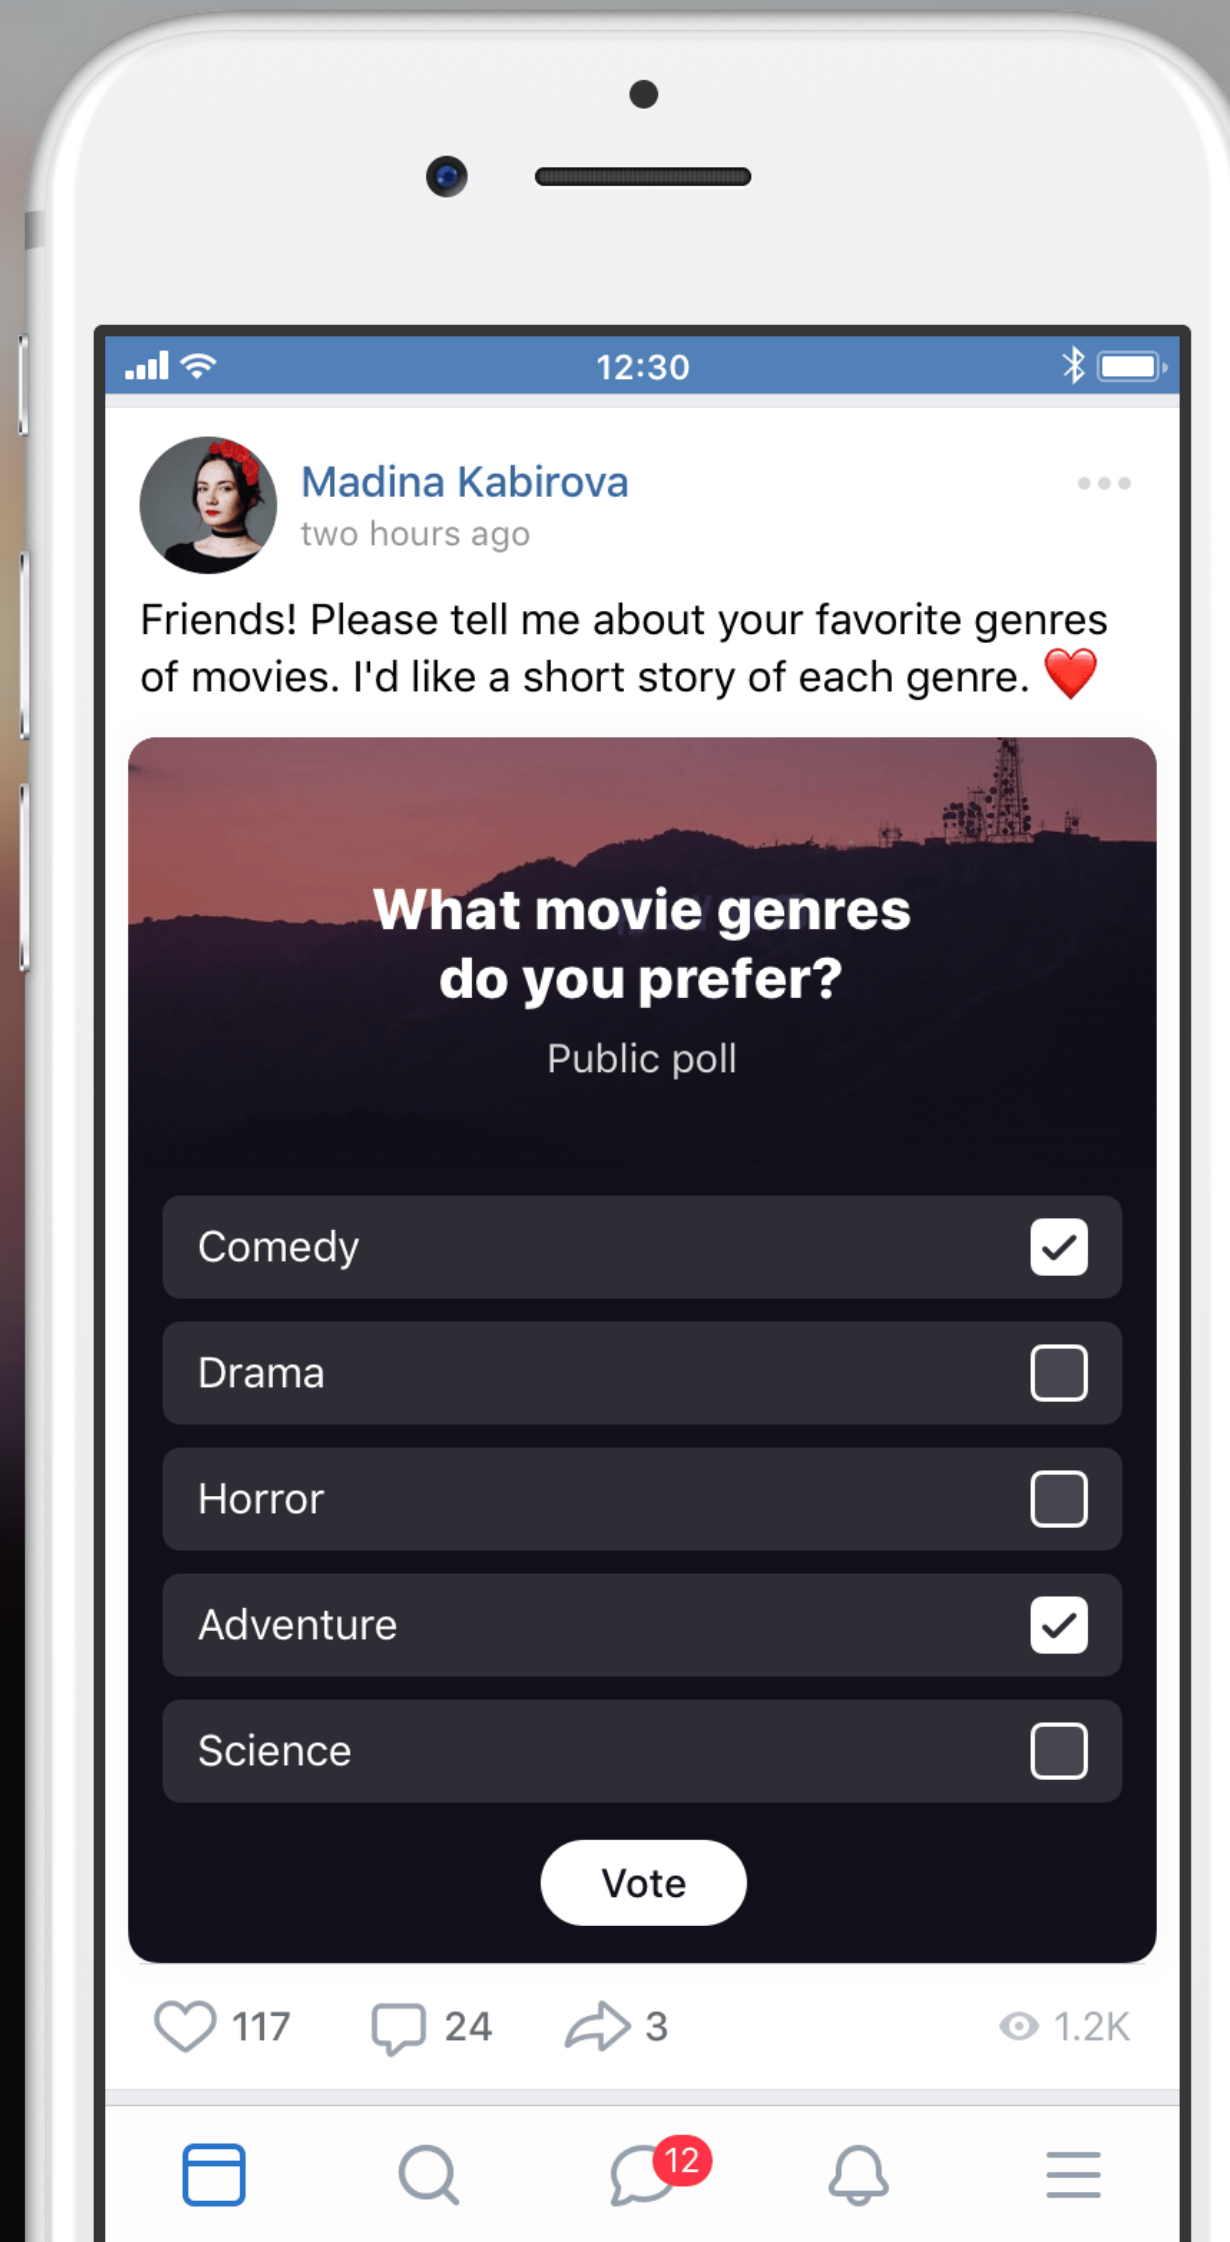 12:30
Madina Kabirova
two hours ago
Friends! Please tell me about your favorite genres
of movies. I'd like a short story of each genre. ❤️
What movie genres
do you prefer?
Public poll
Comedy
Drama
Horror
Adventure
Science
Vote
117 24 3 1.2K
12